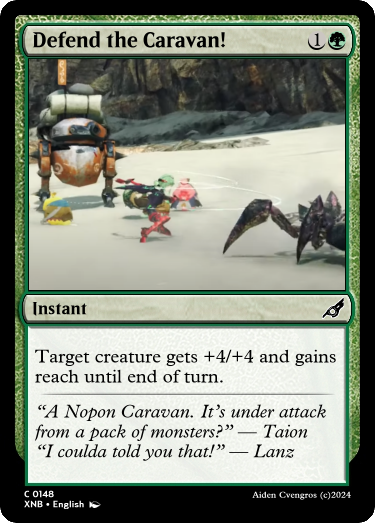 Defend the Caravan!
1
Instant
Target creature gets +4/+4 and gains
reach until end of turn.
“A Nopon Caravan. It’s under attack
from a pack of monsters?” — Taion
“I coulda told you that!” — Lanz
C 0148
XNB • English
Aiden Cvengros (c)2024